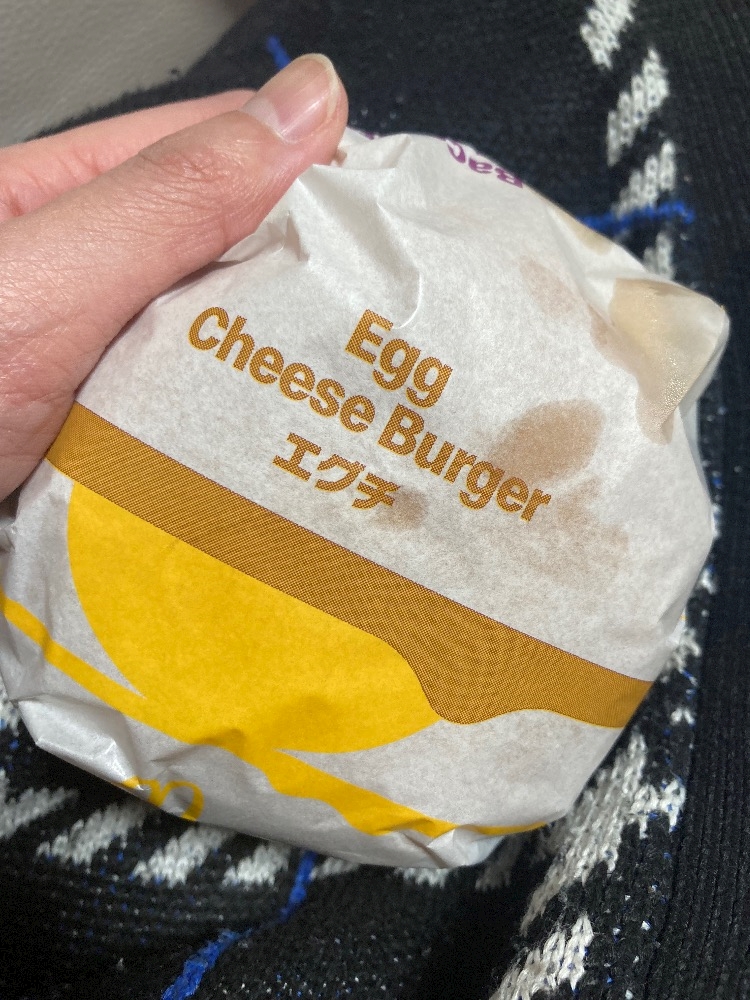 Egg
Cheese Burger
エグチ